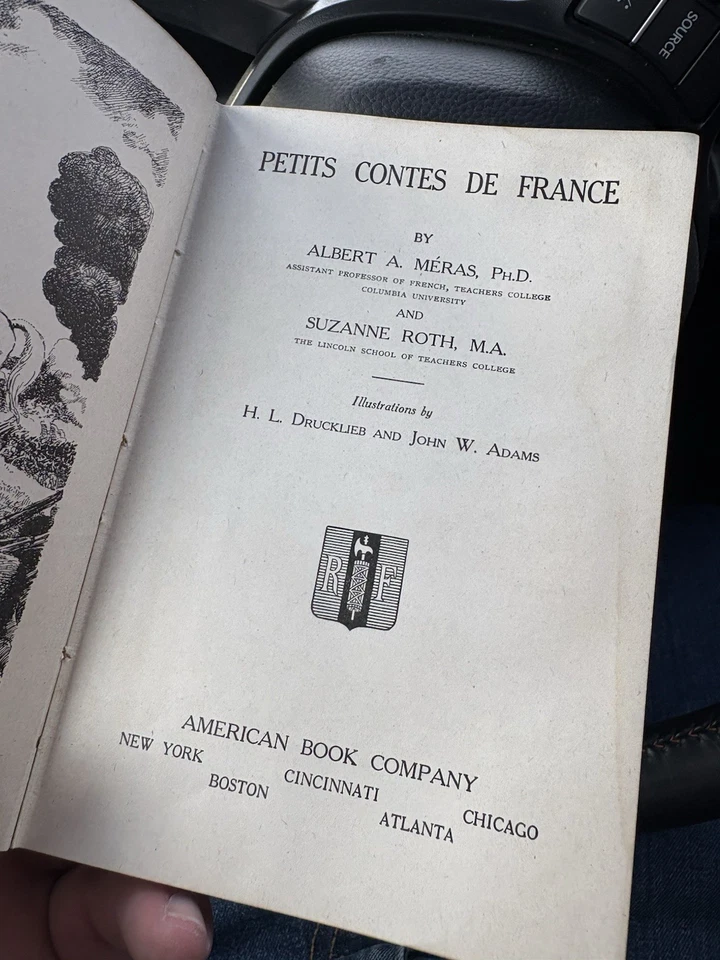 SOURCE
PETITS CONTES DE FRANCE
BY
ALBERT A. MÉRAS, PH.D.
ASSISTANT PROFESSOR OF FRENCH, TEACHERS COLLEGE
COLUMBIA UNIVERSITY
AND
SUZANNE ROTH, M.A.
THE LINCOLN SCHOOL OF TEACHERS COLLEGE
Illustrations by
H. L. DRUCKLIEB AND JOHN W. ADAMS
R F
AMERICAN BOOK COMPANY
NEW YORK CINCINNATI CHICAGO
BOSTON ATLANTA